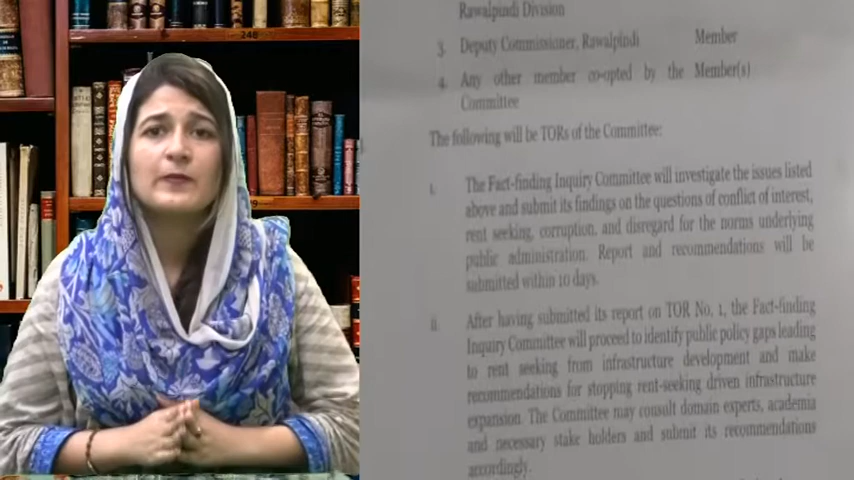 246
Rawalpindi Division
3. Deputy Commissioner, Rawalpindi Member
4. Any other member co-opted by the Member(s)
Committee
The following will be TORs of the Committee:
i. The Fact-finding Inquiry Committee will investigate the issues listed
above and submit its findings on the questions of conflict of interest,
rent seeking, corruption, and disregard for the norms underlying
public administration. Report and recommendations will be
submitted within 10 days.
ii. After having submitted its report on TOR No. 1, the Fact-finding
Inquiry Committee will proceed to identify public policy gaps leading
to rent seeking from infrastructure development and make
recommendations for stopping rent-seeking driven infrastructure
expansion. The Committee may consult domain experts, academia
and necessary stake holders and submit its recommendations
accordingly.